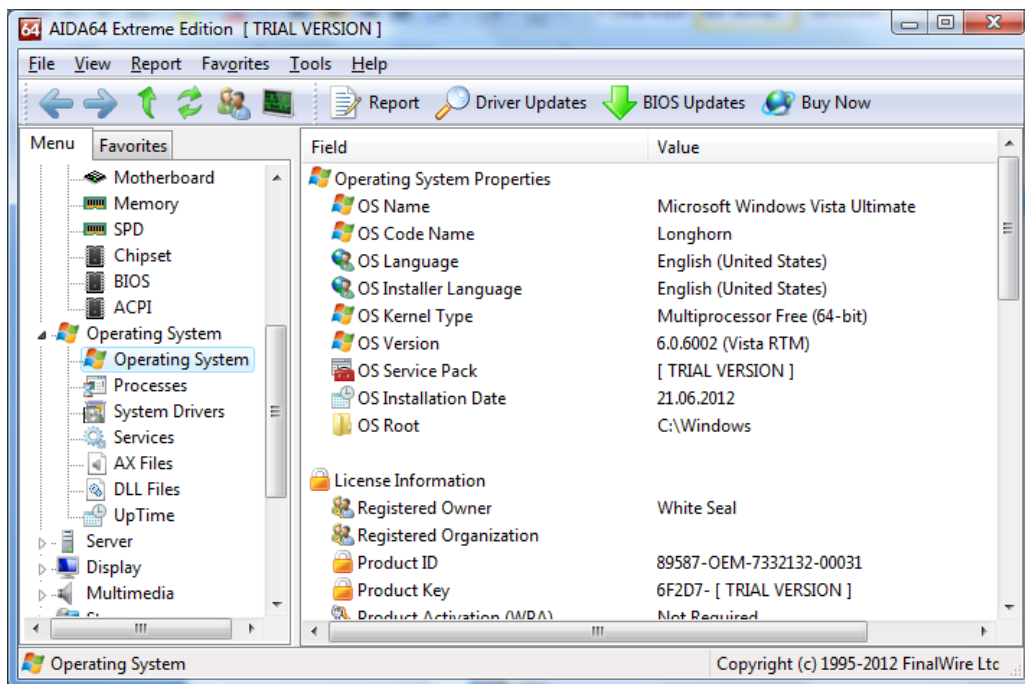 64 AIDA64 Extreme Edition [ TRIAL VERSION ]
File View Report Favorites Tools Help
Report Driver Updates BIOS Updates Buy Now
Menu Favorites
Motherboard
Memory
SPD
Chipset
BIOS
ACPI
Operating System
Operating System
Processes
System Drivers
Services
AX Files
DLL Files
UpTime
Server
Display
Multimedia
Field Value
Operating System Properties
OS Name Microsoft Windows Vista Ultimate
OS Code Name Longhorn
OS Language English (United States)
OS Installer Language English (United States)
OS Kernel Type Multiprocessor Free (64-bit)
OS Version 6.0.6002 (Vista RTM)
OS Service Pack [ TRIAL VERSION ]
OS Installation Date 21.06.2012
OS Root C:\Windows
License Information
Registered Owner White Seal
Registered Organization
Product ID 89587-OEM-7332132-00031
Product Key 6F2D7- [ TRIAL VERSION ]
Product Activation (WPA) Not Required
Operating System Copyright (c) 1995-2012 FinalWire Ltd